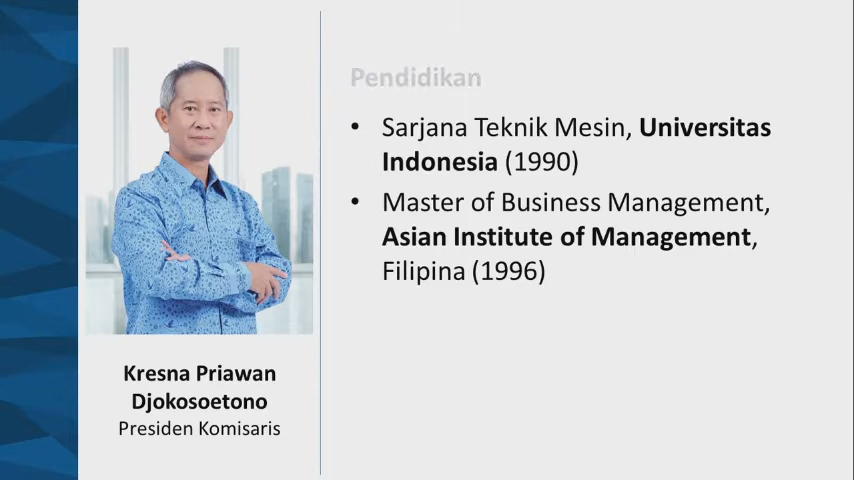 Pendidikan
• Sarjana Teknik Mesin, Universitas
Indonesia (1990)
• Master of Business Management,
Asian Institute of Management,
Filipina (1996)
Kresna Priawan
Djokosoetono
Presiden Komisaris